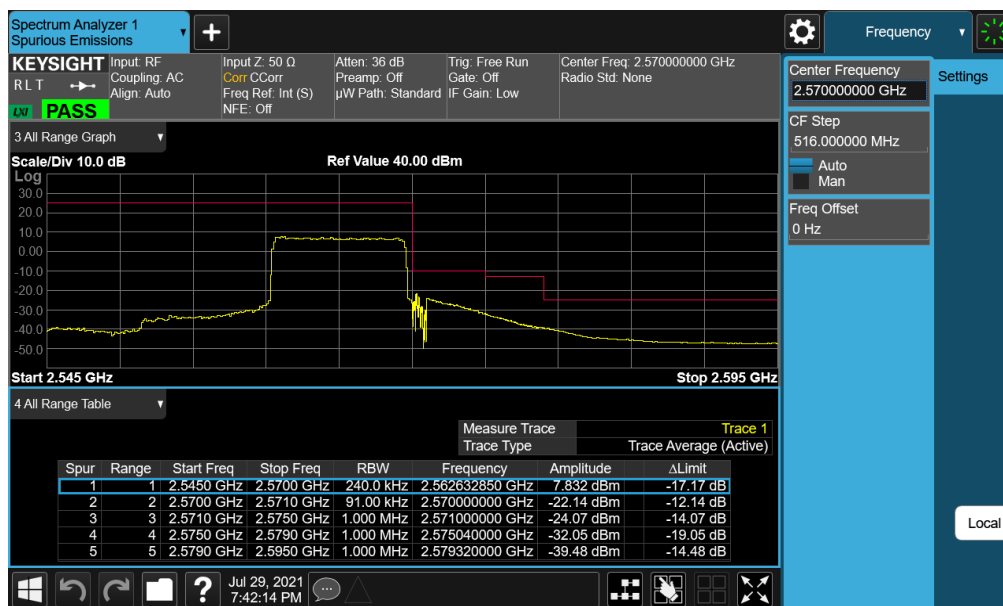 Spectrum Analyzer 1
Spurious Emissions
Frequency
KEYSIGHT
RLT
LXI PASS
Input: RF
Coupling: AC
Align: Auto
Input Z: 50 Ω
Corr CCorr
Freq Ref: Int (S)
NFE: Off
Atten: 36 dB
Preamp: Off
µW Path: Standard
Trig: Free Run
Gate: Off
IF Gain: Low
Center Freq: 2.570000000 GHz
Radio Std: None
Center Frequency
2.570000000 GHz
Settings
CF Step
516.000000 MHz
Auto
Man
Freq Offset
0 Hz
Local
3 All Range Graph
Scale/Div 10.0 dB
Ref Value 40.00 dBm
Log
30.0
20.0
10.0
0.00
-10.0
-20.0
-30.0
-40.0
-50.0
Start 2.545 GHz
Stop 2.595 GHz
4 All Range Table
Measure Trace Trace 1
Trace Type Trace Average (Active)
Spur Range Start Freq Stop Freq RBW Frequency Amplitude ΔLimit
1 1 2.5450 GHz 2.5700 GHz 240.0 kHz 2.562632850 GHz 7.832 dBm -17.17 dB
2 2 2.5700 GHz 2.5710 GHz 91.00 kHz 2.570000000 GHz -22.14 dBm -12.14 dB
3 3 2.5710 GHz 2.5750 GHz 1.000 MHz 2.571000000 GHz -24.07 dBm -14.07 dB
4 4 2.5750 GHz 2.5790 GHz 1.000 MHz 2.575040000 GHz -32.05 dBm -19.05 dB
5 5 2.5790 GHz 2.5950 GHz 1.000 MHz 2.579320000 GHz -39.48 dBm -14.48 dB
?
Jul 29, 2021
7:42:14 PM